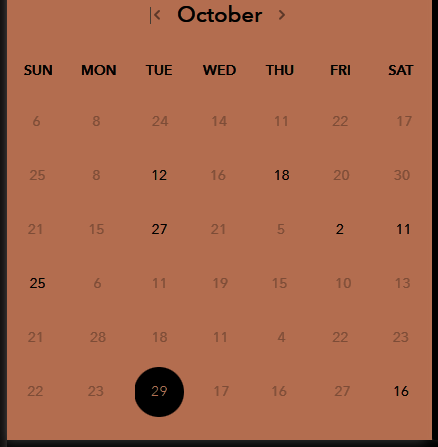 < October >
SUN MON TUE WED THU FRI SAT
6 8 24 14 11 22 17
25 8 12 16 18 20 30
21 15 27 21 5 2 11
25 6 11 19 15 10 13
21 28 18 11 4 22 23
22 23 29 17 16 27 16